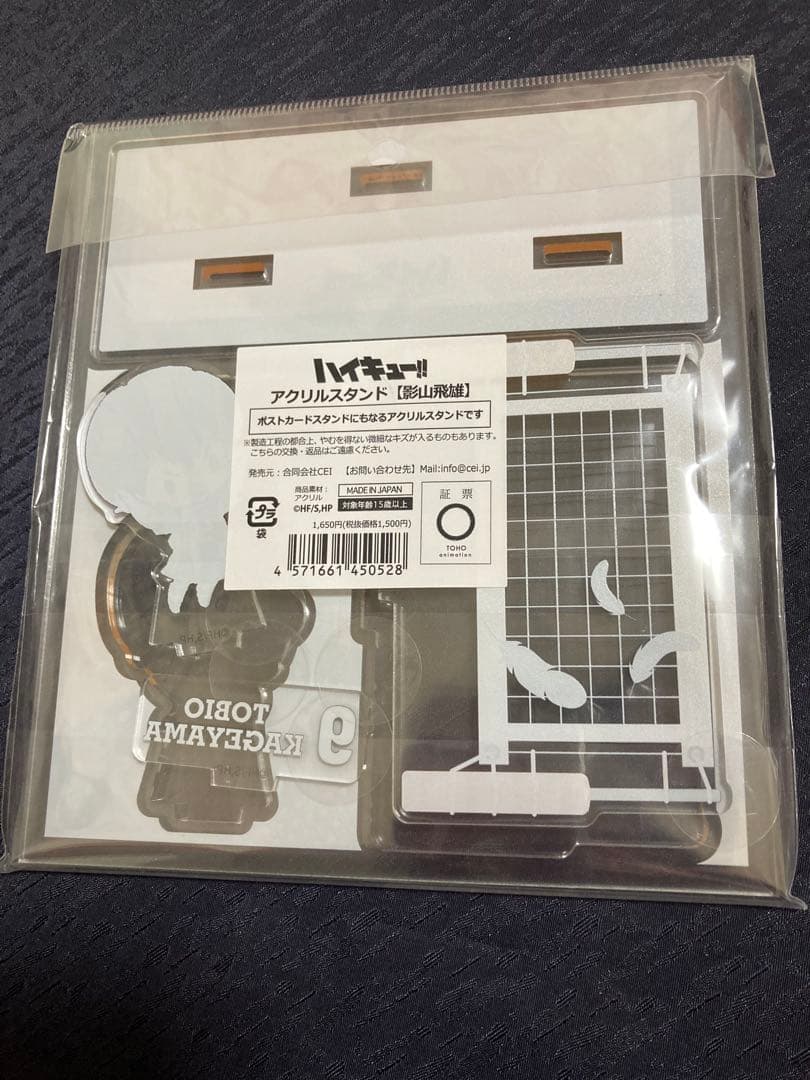 ハイキュー!!
アクリルスタンド【影山飛雄】
ポストカードスタンドにもなるアクリルスタンドです
※製造工程の都合上、やむを得ない微細なキズが入るものもあります。
こちらの交換・返品はご遠慮ください。
発売元：合同会社CEI 【お問い合わせ先】Mail:info@cei.jp
プラ
袋
商品素材：
アクリル
MADE IN JAPAN
©HF/S,HP
対象年齢15歳以上
1,650円(税抜価格1,500円)
4 571661 450528
証票
TOHO
animation
©HF/S,HP
9
TOBIO
KAGEYAMA
©HF/S,HP